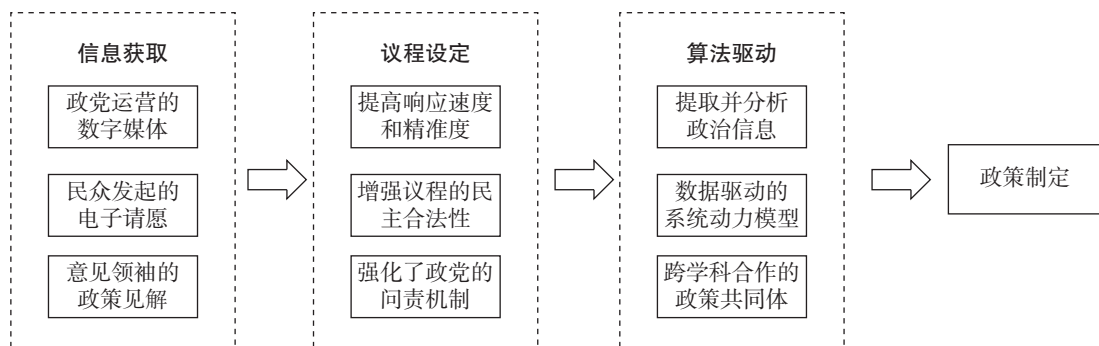 信息获取
政党运营的
数字媒体
民众发起的
电子请愿
意见领袖的
政策见解
议程设定
提高响应速度
和精准度
增强议程的民
主合法性
强化了政党的
问责机制
算法驱动
提取并分析
政治信息
数据驱动的
系统动力模型
跨学科合作的
政策共同体
政策制定